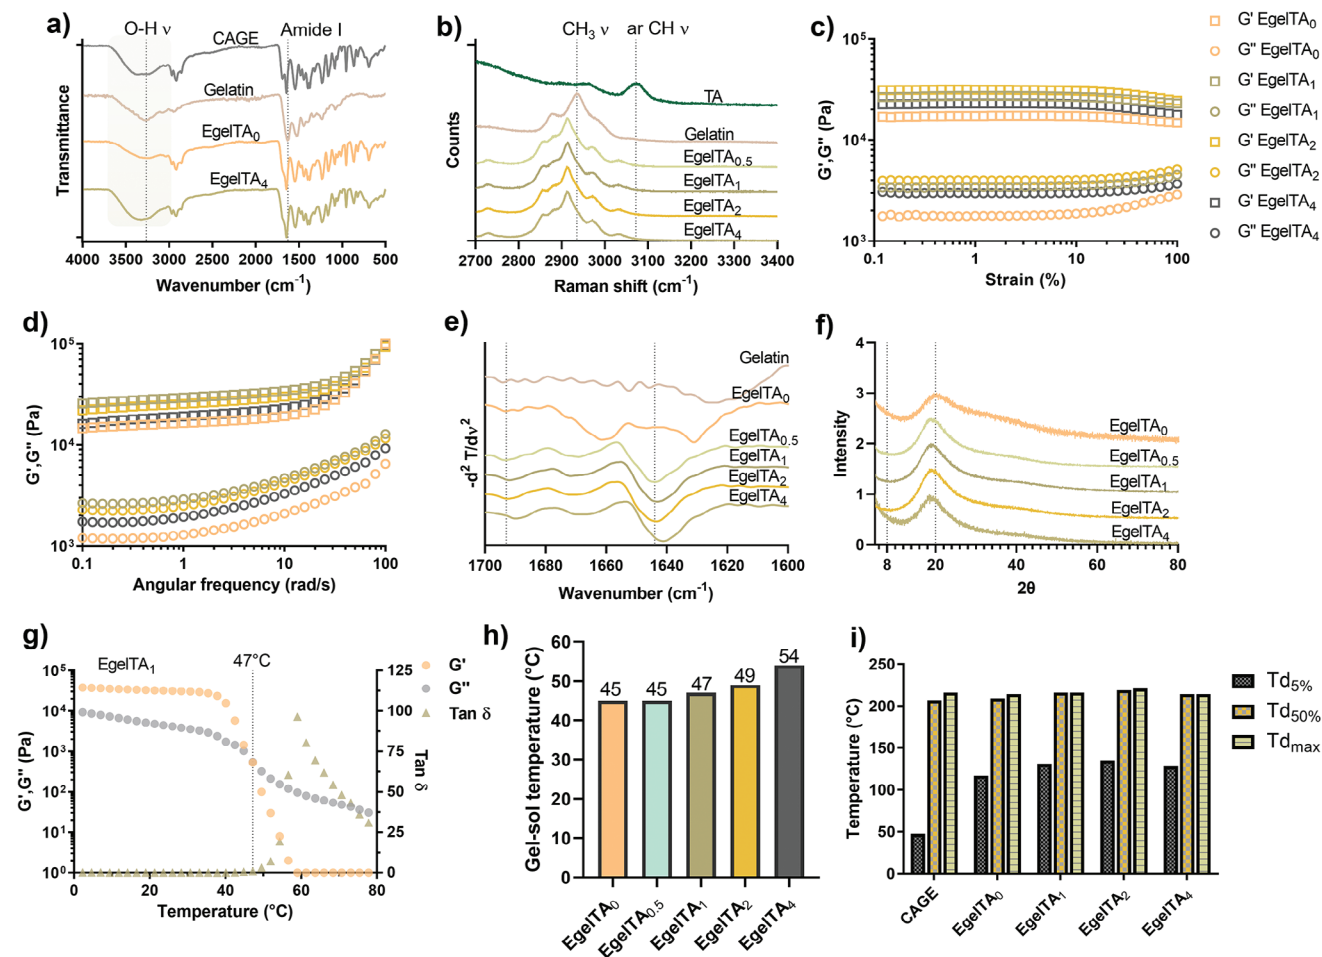 a)
O-H ν
Amide I
CAGE
Gelatin
EgelTA0
EgelTA4
Transmittance
4000 3500 3000 2500 2000 1500 1000 500
Wavenumber (cm-1)
b)
CH3 ν
ar CH ν
TA
Gelatin
EgelTA0.5
EgelTA1
EgelTA2
EgelTA4
Counts
2700 2800 2900 3000 3100 3200 3300 3400
Raman shift (cm-1)
c)
G',G'' (Pa)
10^5
10^4
10^3
0.1 1 10 100
Strain (%)
G' EgelTA0
G'' EgelTA0
G' EgelTA1
G'' EgelTA1
G' EgelTA2
G'' EgelTA2
G' EgelTA4
G'' EgelTA4
d)
G',G'' (Pa)
10^5
10^4
10^3
0.1 1 10 100
Angular frequency (rad/s)
e)
Gelatin
EgelTA0
EgelTA0.5
EgelTA1
EgelTA2
EgelTA4
-d2 T/dν2
1700 1680 1660 1640 1620 1600
Wavenumber (cm-1)
f)
Intensity
4
3
2
1
0
EgelTA0
EgelTA0.5
EgelTA1
EgelTA2
EgelTA4
8 20 40 60 80
2θ
g)
EgelTA1
47°C
G'
G''
Tan δ
G',G'' (Pa)
10^5
10^4
10^3
10^2
10^1
10^0
125
100
75
50
25
0
Tan δ
0 20 40 60 80
Temperature (°C)
h)
Gel-sol temperature (°C)
60
50
40
30
20
10
0
45 45 47 49 54
EgelTA0 EgelTA0.5 EgelTA1 EgelTA2 EgelTA4
i)
Temperature (°C)
250
200
150
100
50
0
CAGE EgelTA0 EgelTA1 EgelTA2 EgelTA4
Td5%
Td50%
Tdmax